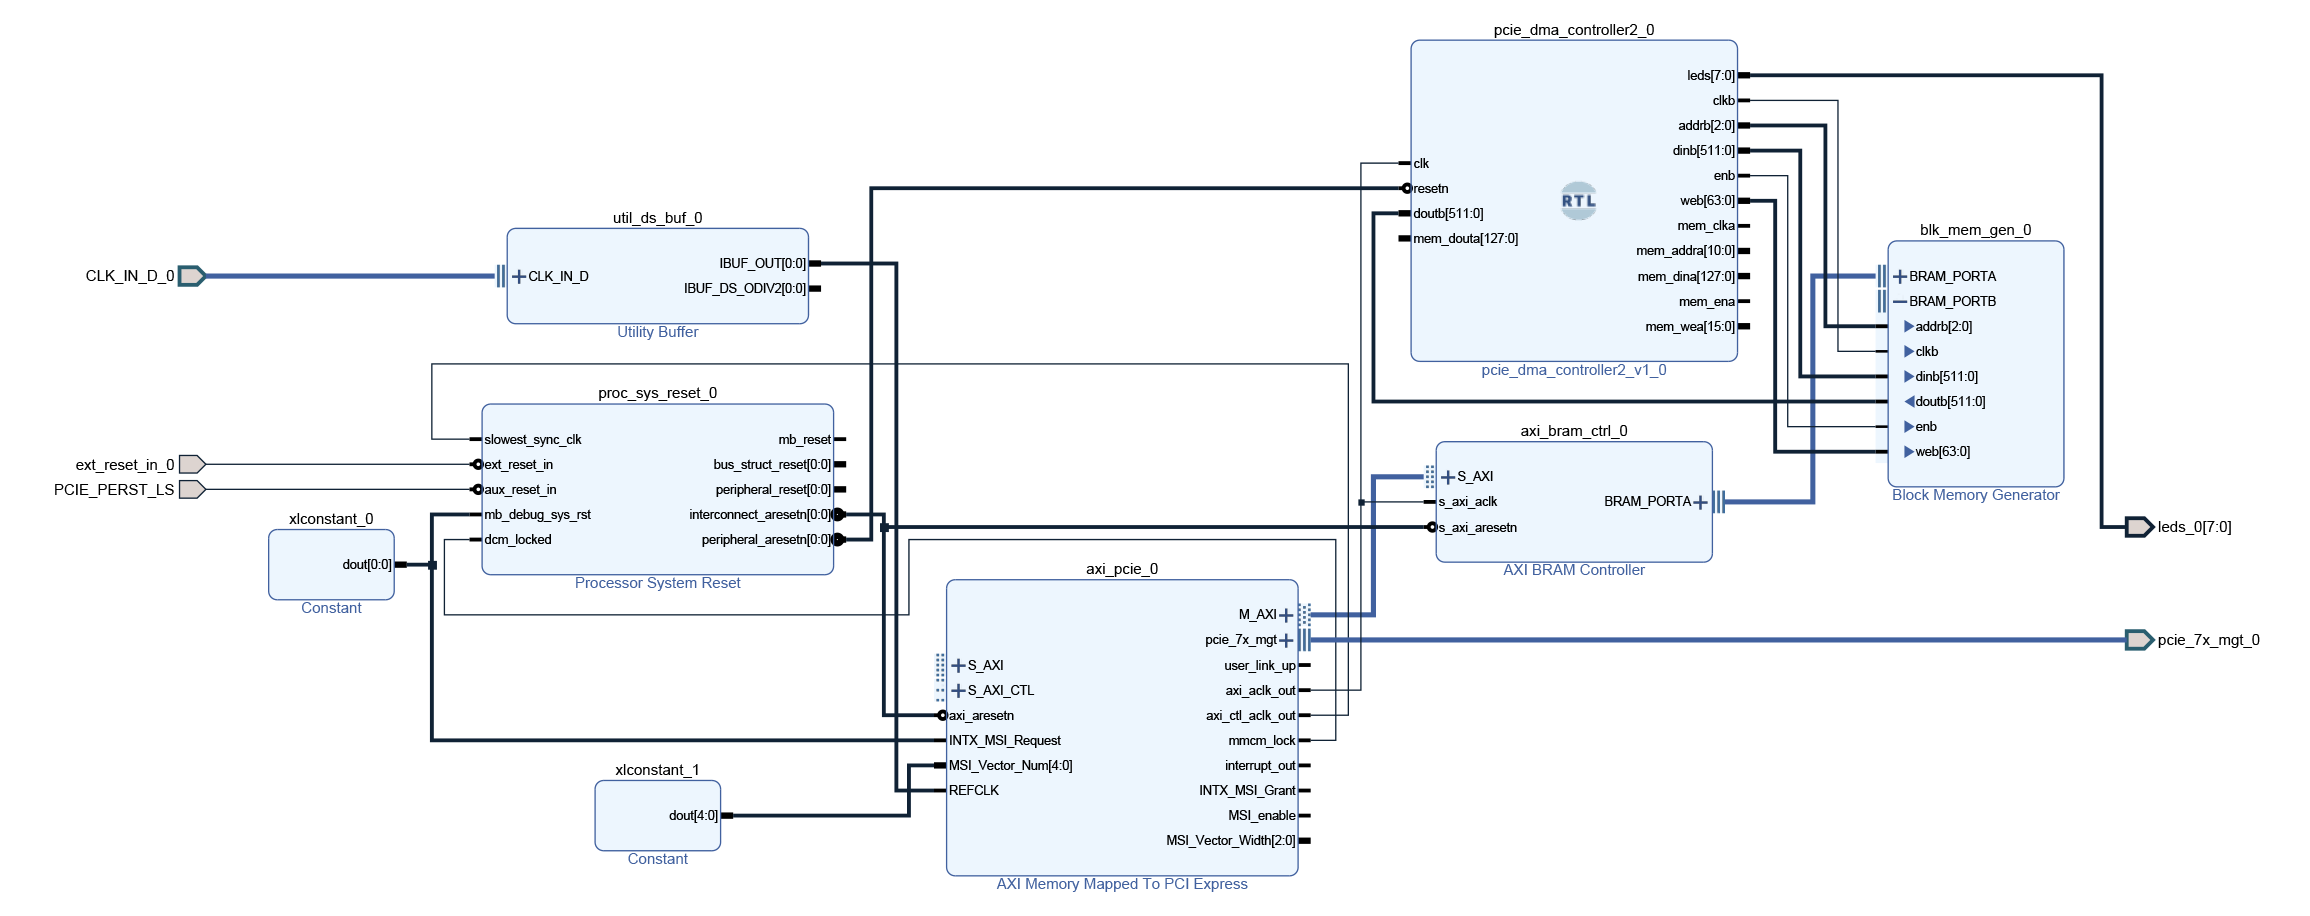 pcie_dma_controller2_0
leds[7:0]
clkb
addrb[2:0]
dinb[511:0]
enb
web[63:0]
mem_clka
mem_addra[10:0]
mem_dina[127:0]
mem_ena
mem_wea[15:0]
clk
resetn
doutb[511:0]
mem_douta[127:0]
RTL
pcie_dma_controller2_v1_0
util_ds_buf_0
CLK_IN_D_0
CLK_IN_D
IBUF_OUT[0:0]
IBUF_DS_ODIV2[0:0]
Utility Buffer
blk_mem_gen_0
BRAM_PORTA
BRAM_PORTB
addrb[2:0]
clkb
dinb[511:0]
doutb[511:0]
enb
web[63:0]
Block Memory Generator
proc_sys_reset_0
ext_reset_in_0
PCIE_PERST_LS
slowest_sync_clk
ext_reset_in
aux_reset_in
mb_debug_sys_rst
dcm_locked
mb_reset
bus_struct_reset[0:0]
peripheral_reset[0:0]
interconnect_aresetn[0:0]
peripheral_aresetn[0:0]
Processor System Reset
axi_bram_ctrl_0
S_AXI
s_axi_aclk
s_axi_aresetn
BRAM_PORTA
AXI BRAM Controller
leds_0[7:0]
xlconstant_0
dout[0:0]
Constant
axi_pcie_0
S_AXI
S_AXI_CTL
axi_aresetn
INTX_MSI_Request
MSI_Vector_Num[4:0]
REFCLK
M_AXI
pcie_7x_mgt
user_link_up
axi_aclk_out
axi_ctl_aclk_out
mmcm_lock
interrupt_out
INTX_MSI_Grant
MSI_enable
MSI_Vector_Width[2:0]
AXI Memory Mapped To PCI Express
pcie_7x_mgt_0
xlconstant_1
dout[4:0]
Constant